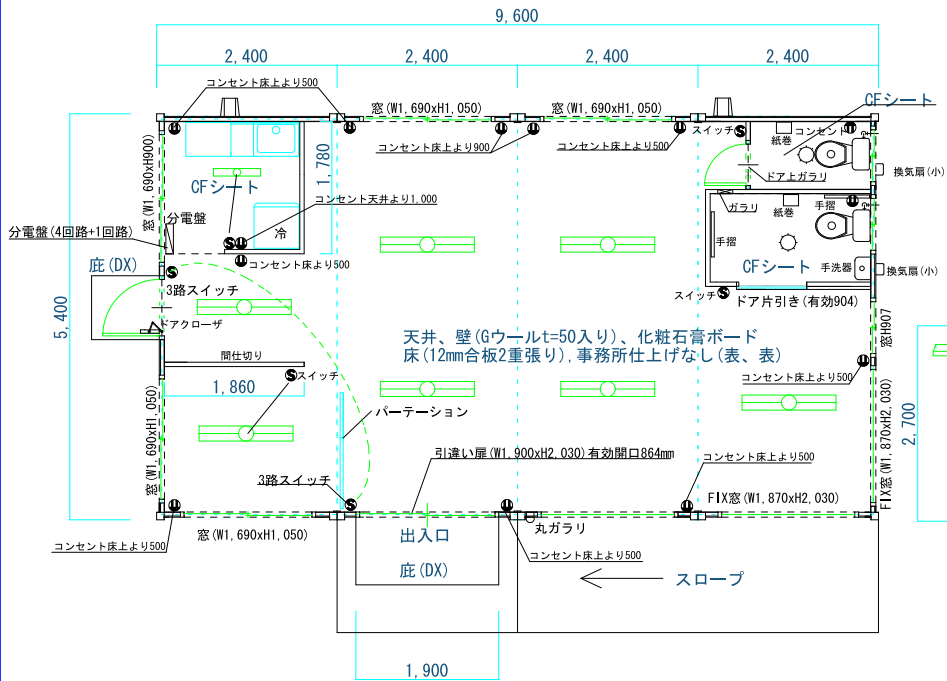 9,600
2,400
2,400
2,400
2,400
コンセント床上より500
窓(W1,690xH1,050)
窓(W1,690xH1,050)
CFシート
スイッチ
紙巻
コンセント
コンセント床上より900
コンセント床上より500
ドア上ガラリ
換気扇(小)
窓(W1,690xH900)
CFシート
1,780
コンセント天井より1,000
ガラリ
紙巻
手摺
手摺
分電盤
分電盤(4回路+1回路)
冷
CFシート
手洗器
換気扇(小)
庇(DX)
コンセント床上より500
3路スイッチ
スイッチ
ドア片引き(有効904)
5,400
ドアクローザ
天井、壁(Gウールt=50入り)、化粧石膏ボード
床(12mm合板2重張り),事務所仕上げなし(表、表)
窓H907
間仕切り
スイッチ
コンセント床上より500
1,860
パーテーション
2,700
窓(W1,690xH1,050)
引違い扉(W1,900xH2,030)有効開口864mm
コンセント床上より500
FIX窓(W1,870xH2,030)
3路スイッチ
FIX窓(W1,870xH2,030)
コンセント床上より500
窓(W1,690xH1,050)
出入口
丸ガラリ
コンセント床上より500
庇(DX)
スロープ
1,900